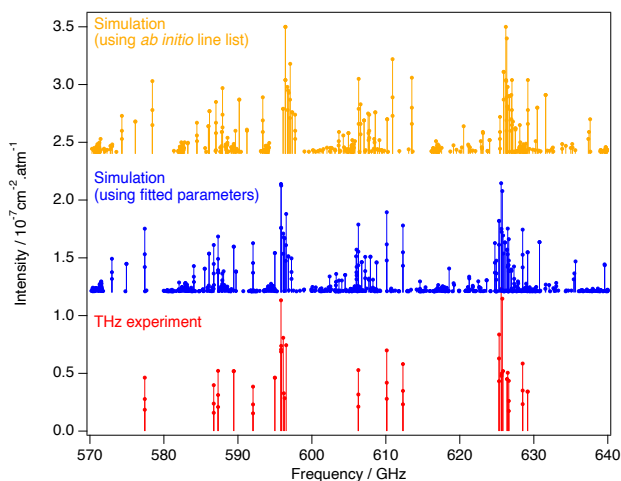 3.5
Simulation
(using ab initio line list)
3.0
2.5
Simulation
(using fitted parameters)
2.0
1.5
THz experiment
1.0
0.5
0.0
Intensity / 10⁻⁷cm⁻².atm⁻¹
570 580 590 600 610 620 630 640
Frequency / GHz